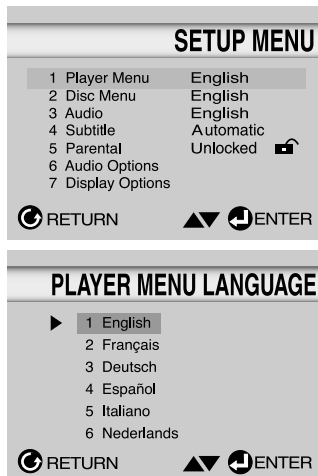 SETUP MENU
1 Player Menu English
2 Disc Menu English
3 Audio English
4 Subtitle Automatic
5 Parental Unlocked
6 Audio Options
7 Display Options
RETURN ENTER
PLAYER MENU LANGUAGE
1 English
2 Français
3 Deutsch
4 Español
5 Italiano
6 Nederlands
RETURN ENTER